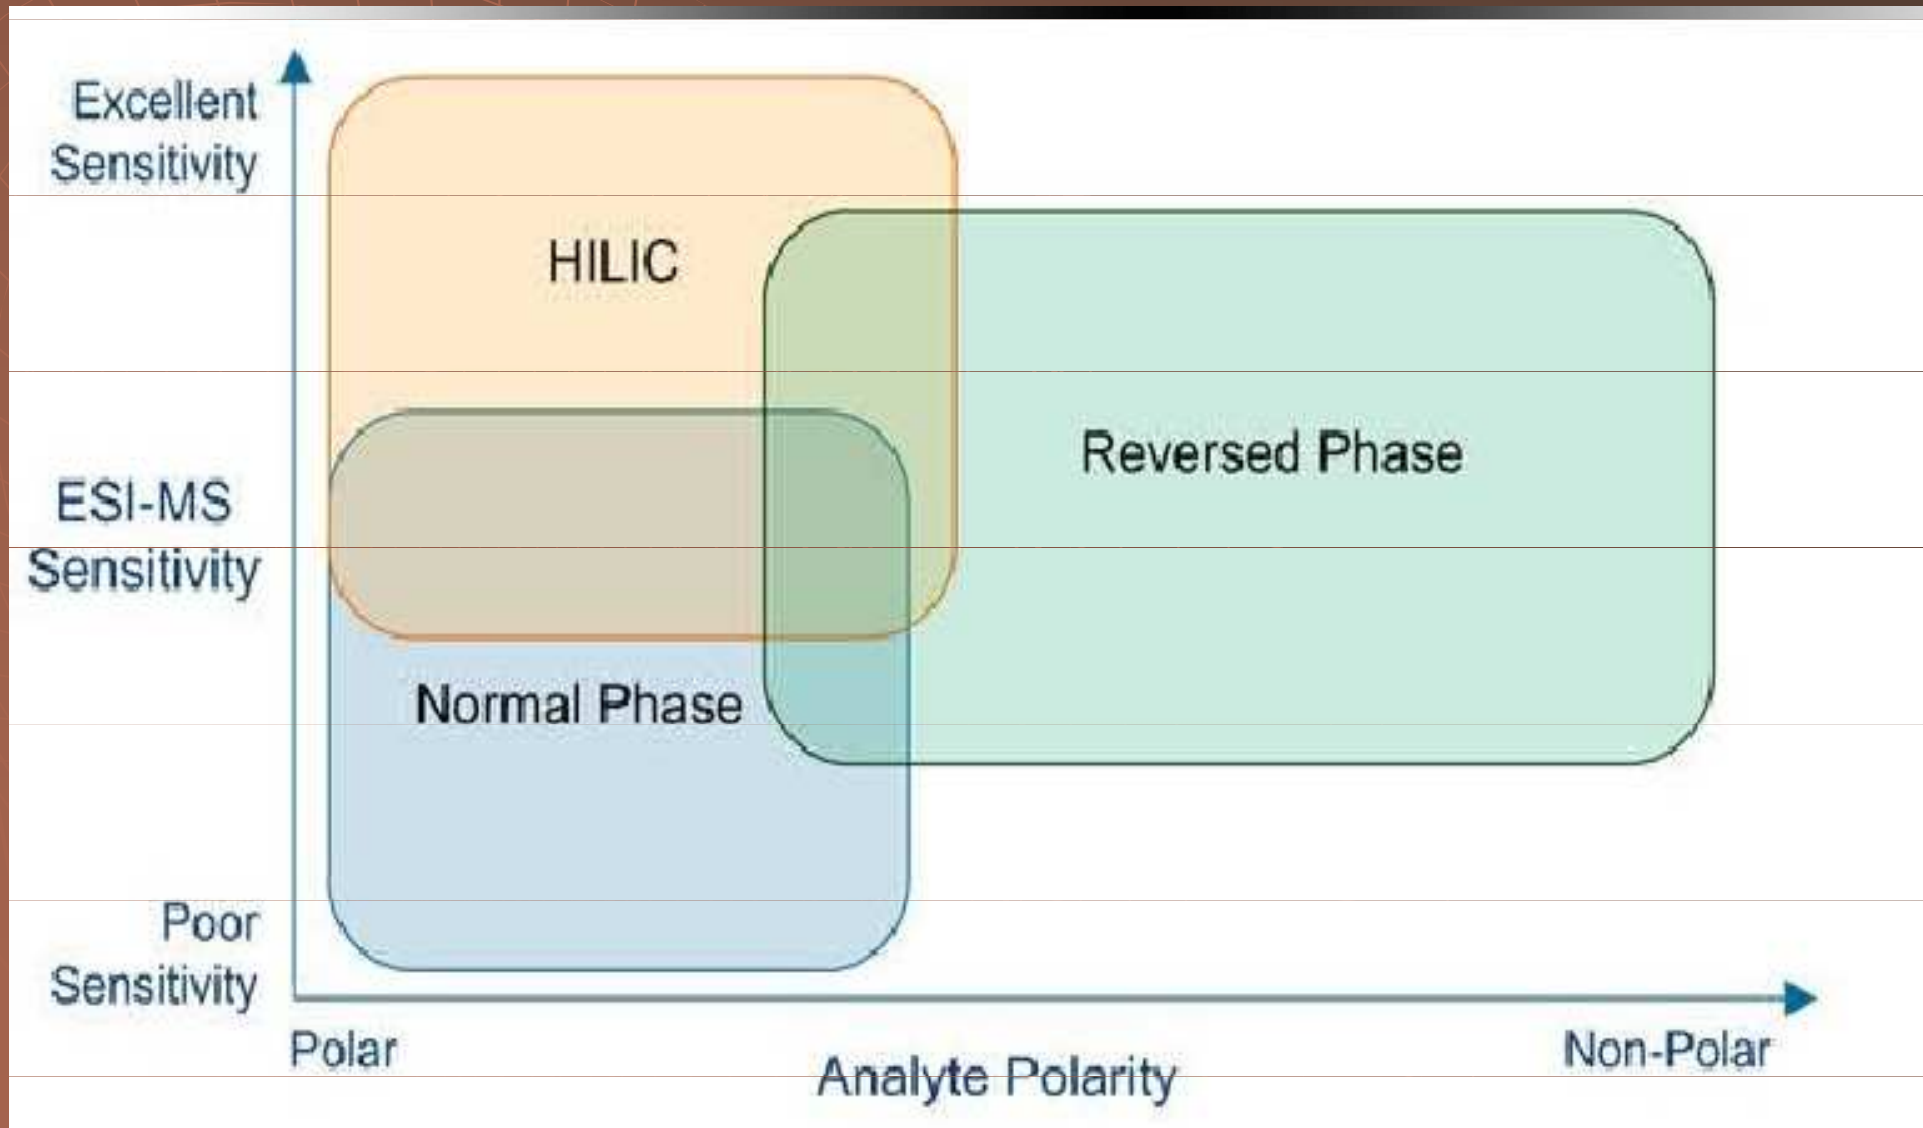 Excellent
Sensitivity
HILIC
Reversed Phase
ESI-MS
Sensitivity
Normal Phase
Poor
Sensitivity
Polar
Non-Polar
Analyte Polarity